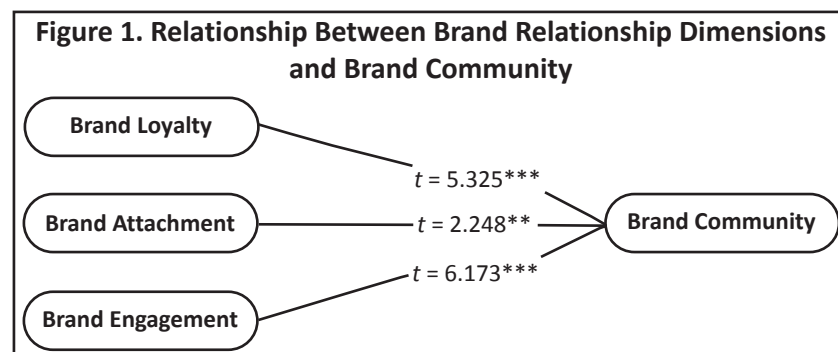 Figure 1. Relationship Between Brand Relationship Dimensions
and Brand Community
Brand Loyalty
t = 5.325***
Brand Attachment
t = 2.248**
Brand Community
t = 6.173***
Brand Engagement